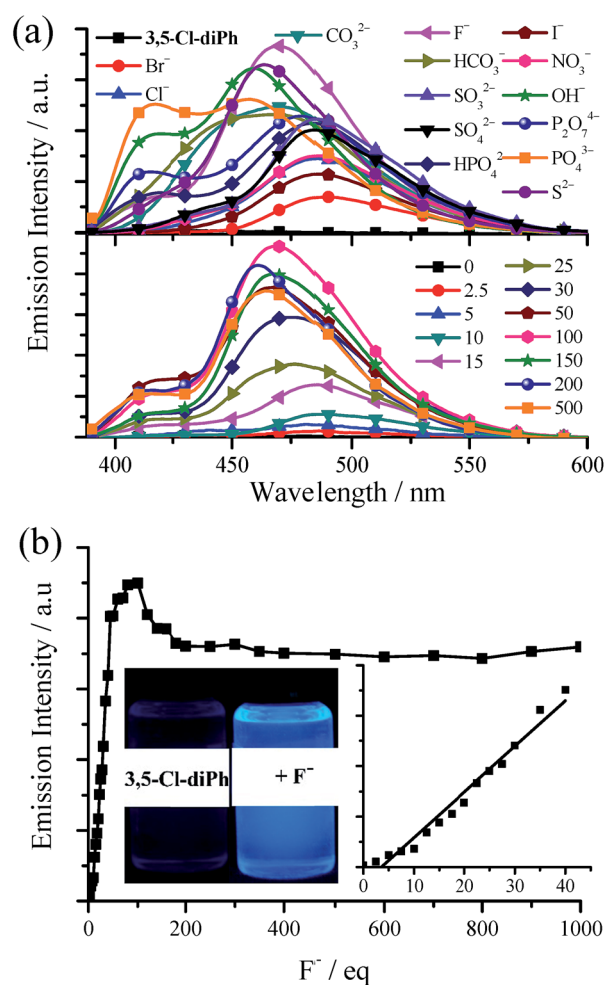 (a)
3,5-Cl-diPh
Br⁻
Cl⁻
CO₃²⁻
F⁻
HCO₃⁻
SO₃²⁻
SO₄²⁻
HPO₄²
I⁻
NO₃⁻
OH⁻
P₂O₇⁴⁻
PO₄³⁻
S²⁻
Emission Intensity / a.u.
0
2.5
5
10
15
25
30
50
100
150
200
500
400 450 500 550 600
Wavelength / nm
(b)
Emission Intensity / a.u
3,5-Cl-diPh
+ F⁻
0 10 20 30 40
0 200 400 600 800 1000
F⁻ / eq